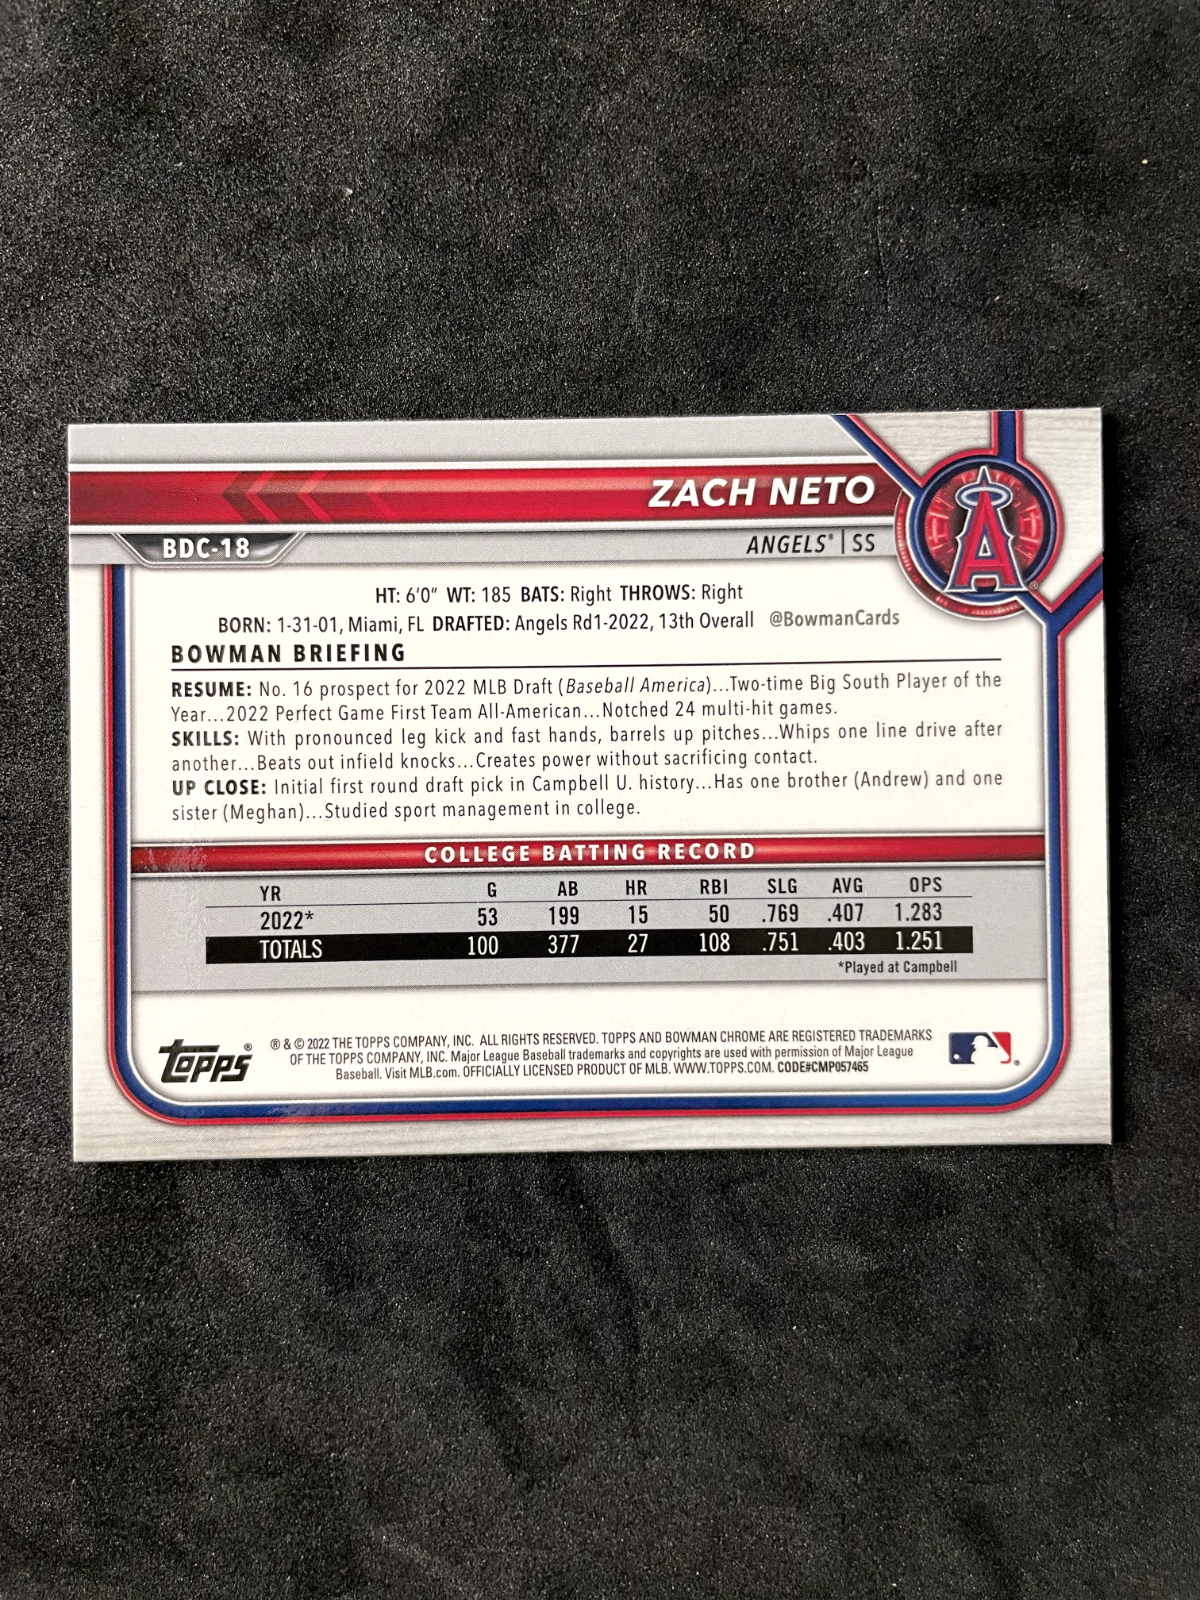 ZACH NETO
BDC-18
ANGELS® | SS
A
HT: 6'0" WT: 185 BATS: Right THROWS: Right
BORN: 1-31-01, Miami, FL DRAFTED: Angels Rd1-2022, 13th Overall @BowmanCards
BOWMAN BRIEFING
RESUME: No. 16 prospect for 2022 MLB Draft (Baseball America)...Two-time Big South Player of the
Year...2022 Perfect Game First Team All-American...Notched 24 multi-hit games.
SKILLS: With pronounced leg kick and fast hands, barrels up pitches...Whips one line drive after
another...Beats out infield knocks...Creates power without sacrificing contact.
UP CLOSE: Initial first round draft pick in Campbell U. history...Has one brother (Andrew) and one
sister (Meghan)...Studied sport management in college.
COLLEGE BATTING RECORD
YR G AB HR RBI SLG AVG OPS
2022* 53 199 15 50 .769 .407 1.283
TOTALS 100 377 27 108 .751 .403 1.251
*Played at Campbell
TOPPS®
® & © 2022 THE TOPPS COMPANY, INC. ALL RIGHTS RESERVED. TOPPS AND BOWMAN CHROME ARE REGISTERED TRADEMARKS
OF THE TOPPS COMPANY, INC. Major League Baseball trademarks and copyrights are used with permission of Major League
Baseball. Visit MLB.com. OFFICIALLY LICENSED PRODUCT OF MLB. WWW.TOPPS.COM. CODE#CMP057465